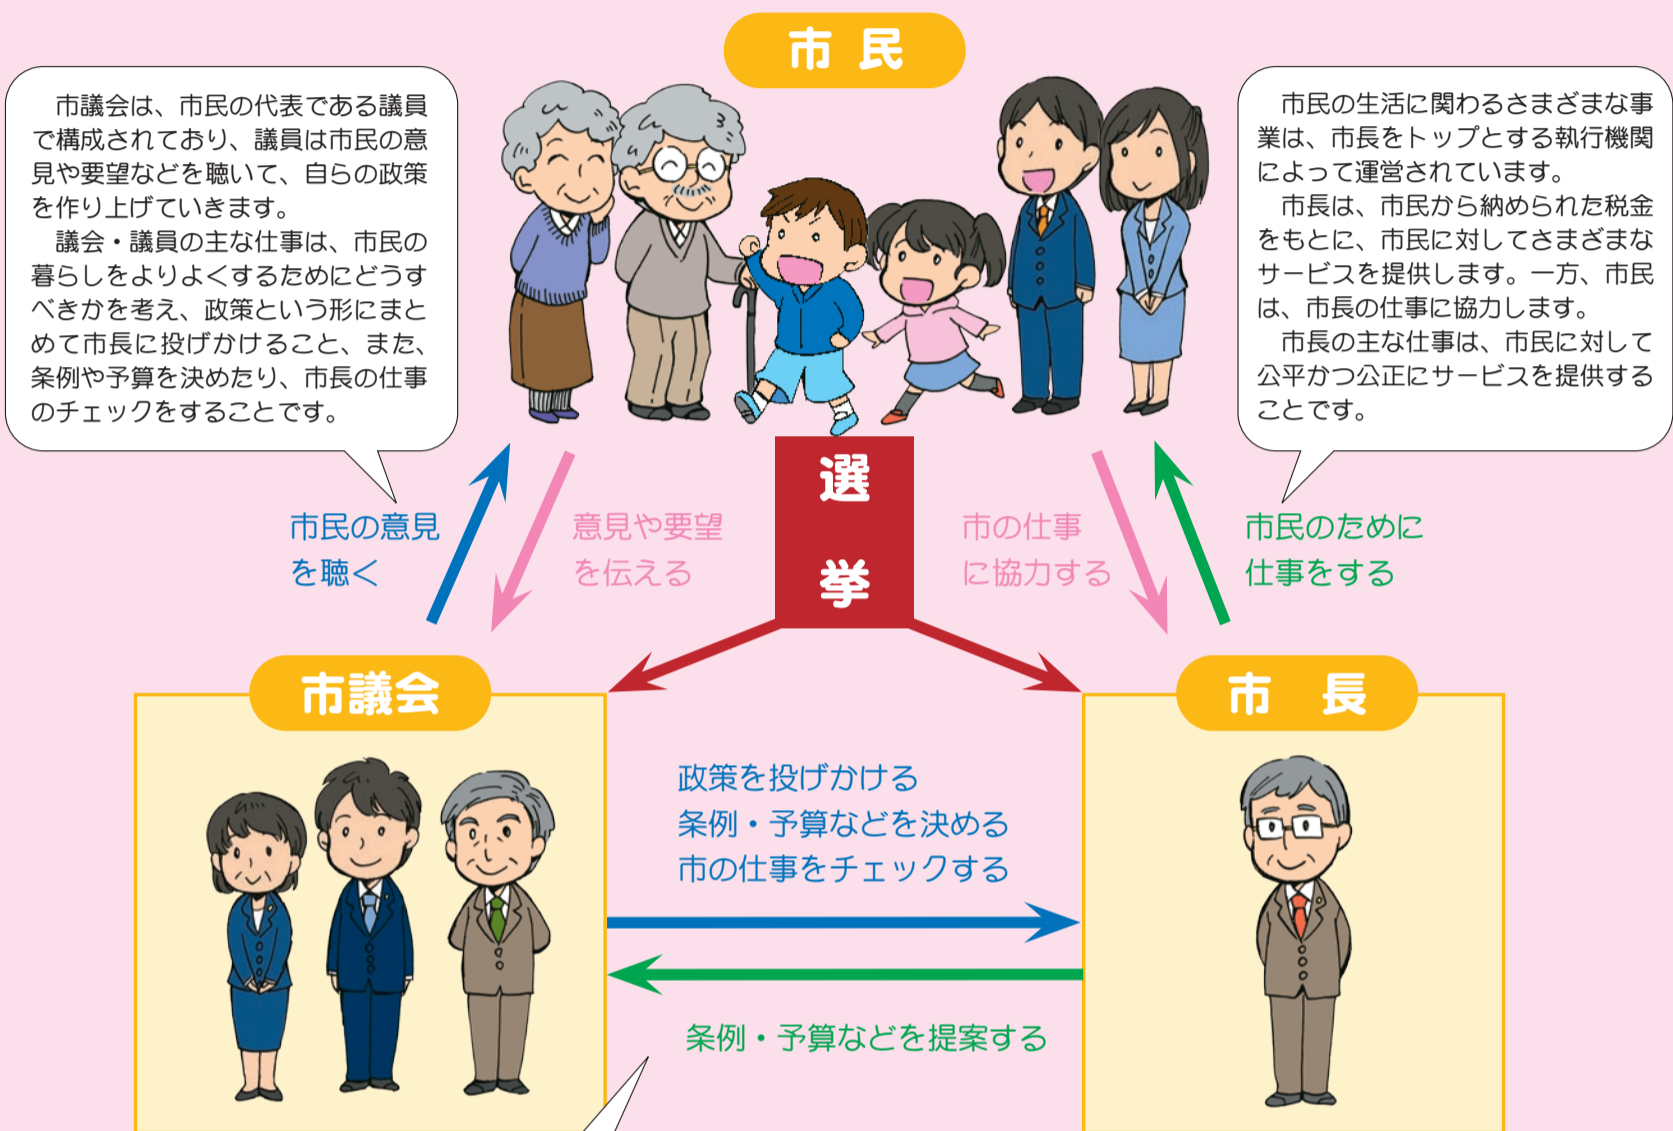 市民
市議会は、市民の代表である議員
で構成されており、議員は市民の意
見や要望などを聴いて、自らの政策
を作り上げていきます。
議会・議員の主な仕事は、市民の
暮らしをよりよくするためにどうす
べきかを考え、政策という形にまと
めて市長に投げかけること、また、
条例や予算を決めたり、市長の仕事
のチェックをすることです。
市民の生活に関わるさまざまな事
業は、市長をトップとする執行機関
によって運営されています。
市長は、市民から納められた税金
をもとに、市民に対してさまざまな
サービスを提供します。一方、市民
は、市長の仕事に協力します。
市長の主な仕事は、市民に対して
公平かつ公正にサービスを提供する
ことです。
市民の意見
を聴く
意見や要望
を伝える
選
挙
市の仕事
に協力する
市民のために
仕事をする
市議会
市長
政策を投げかける
条例・予算などを決める
市の仕事をチェックする
条例・予算などを提案する